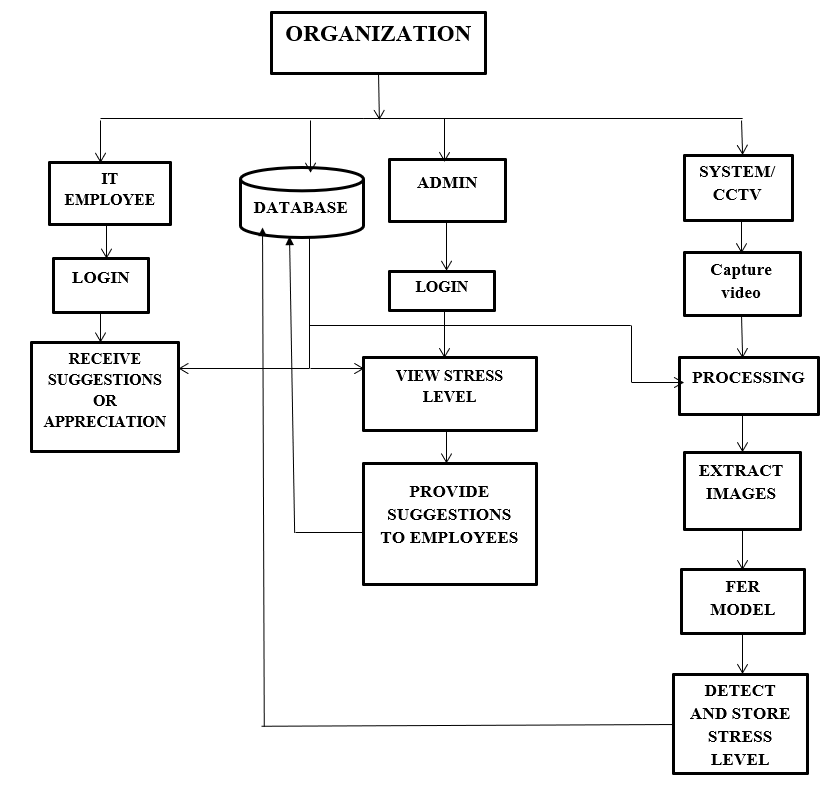 ORGANIZATION
IT
EMPLOYEE
DATABASE
ADMIN
SYSTEM/
CCTV
LOGIN
LOGIN
Capture
video
RECEIVE
SUGGESTIONS
OR
APPRECIATION
VIEW STRESS
LEVEL
PROCESSING
PROVIDE
SUGGESTIONS
TO EMPLOYEES
EXTRACT
IMAGES
FER
MODEL
DETECT
AND STORE
STRESS
LEVEL